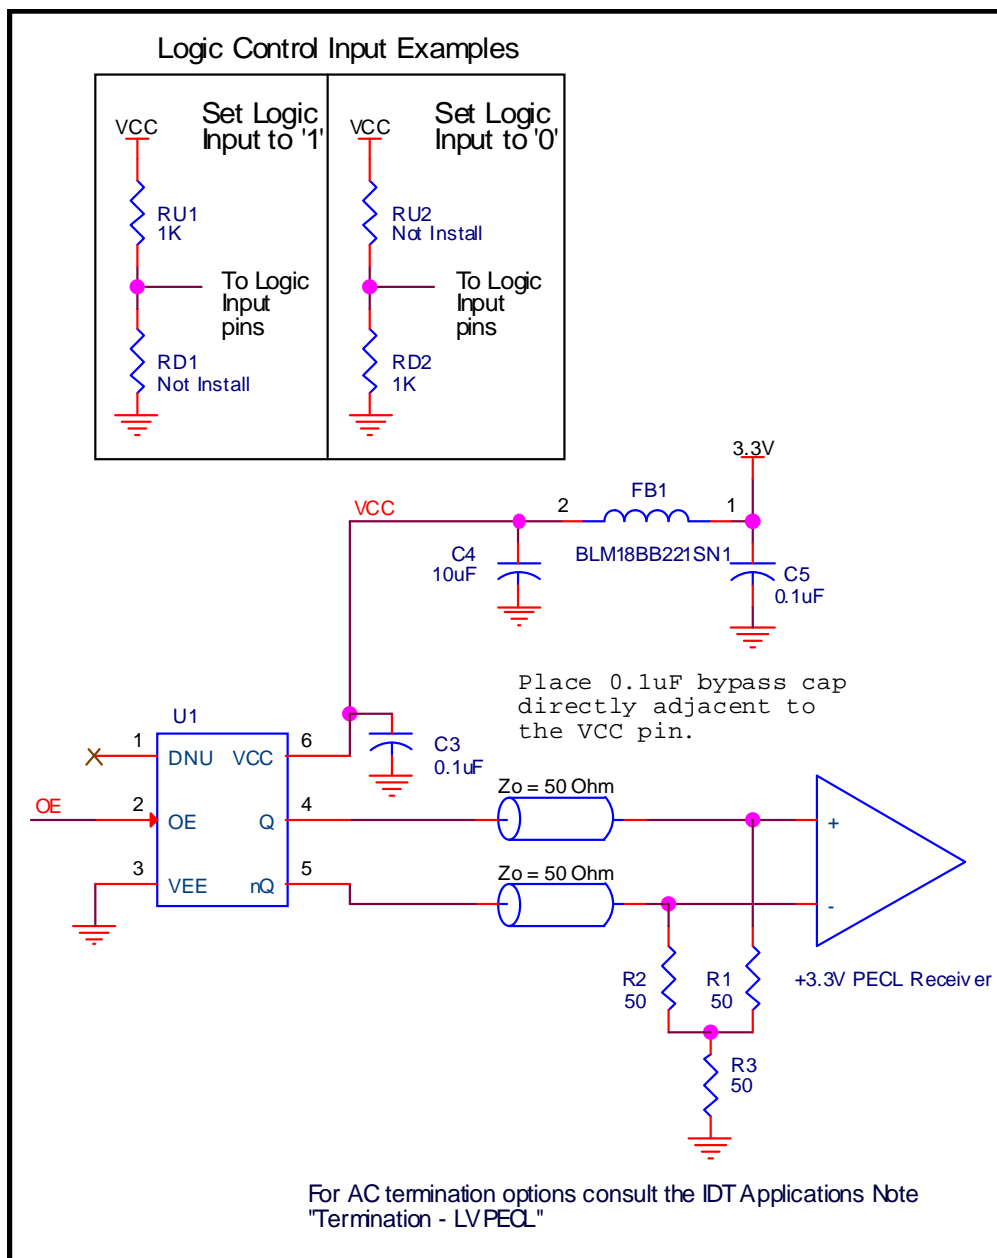 Logic Control Input Examples
Set Logic
Input to '1'
VCC
RU1
1K
To Logic
Input
pins
RD1
Not Install
Set Logic
Input to '0'
VCC
RU2
Not Install
To Logic
Input
pins
RD2
1K
3.3V
VCC
2
FB1
1
C4
10uF
BLM18BB221SN1
C5
0.1uF
Place 0.1uF bypass cap
directly adjacent to
the VCC pin.
U1
1
DNU
VCC
6
C3
0.1uF
OE
2
OE
Q
4
Zo = 50 Ohm
+
3
VEE
nQ
5
Zo = 50 Ohm
-
R2
50
R1
50
+3.3V PECL Receiver
R3
50
For AC termination options consult the IDT Applications Note
"Termination - LVPECL"